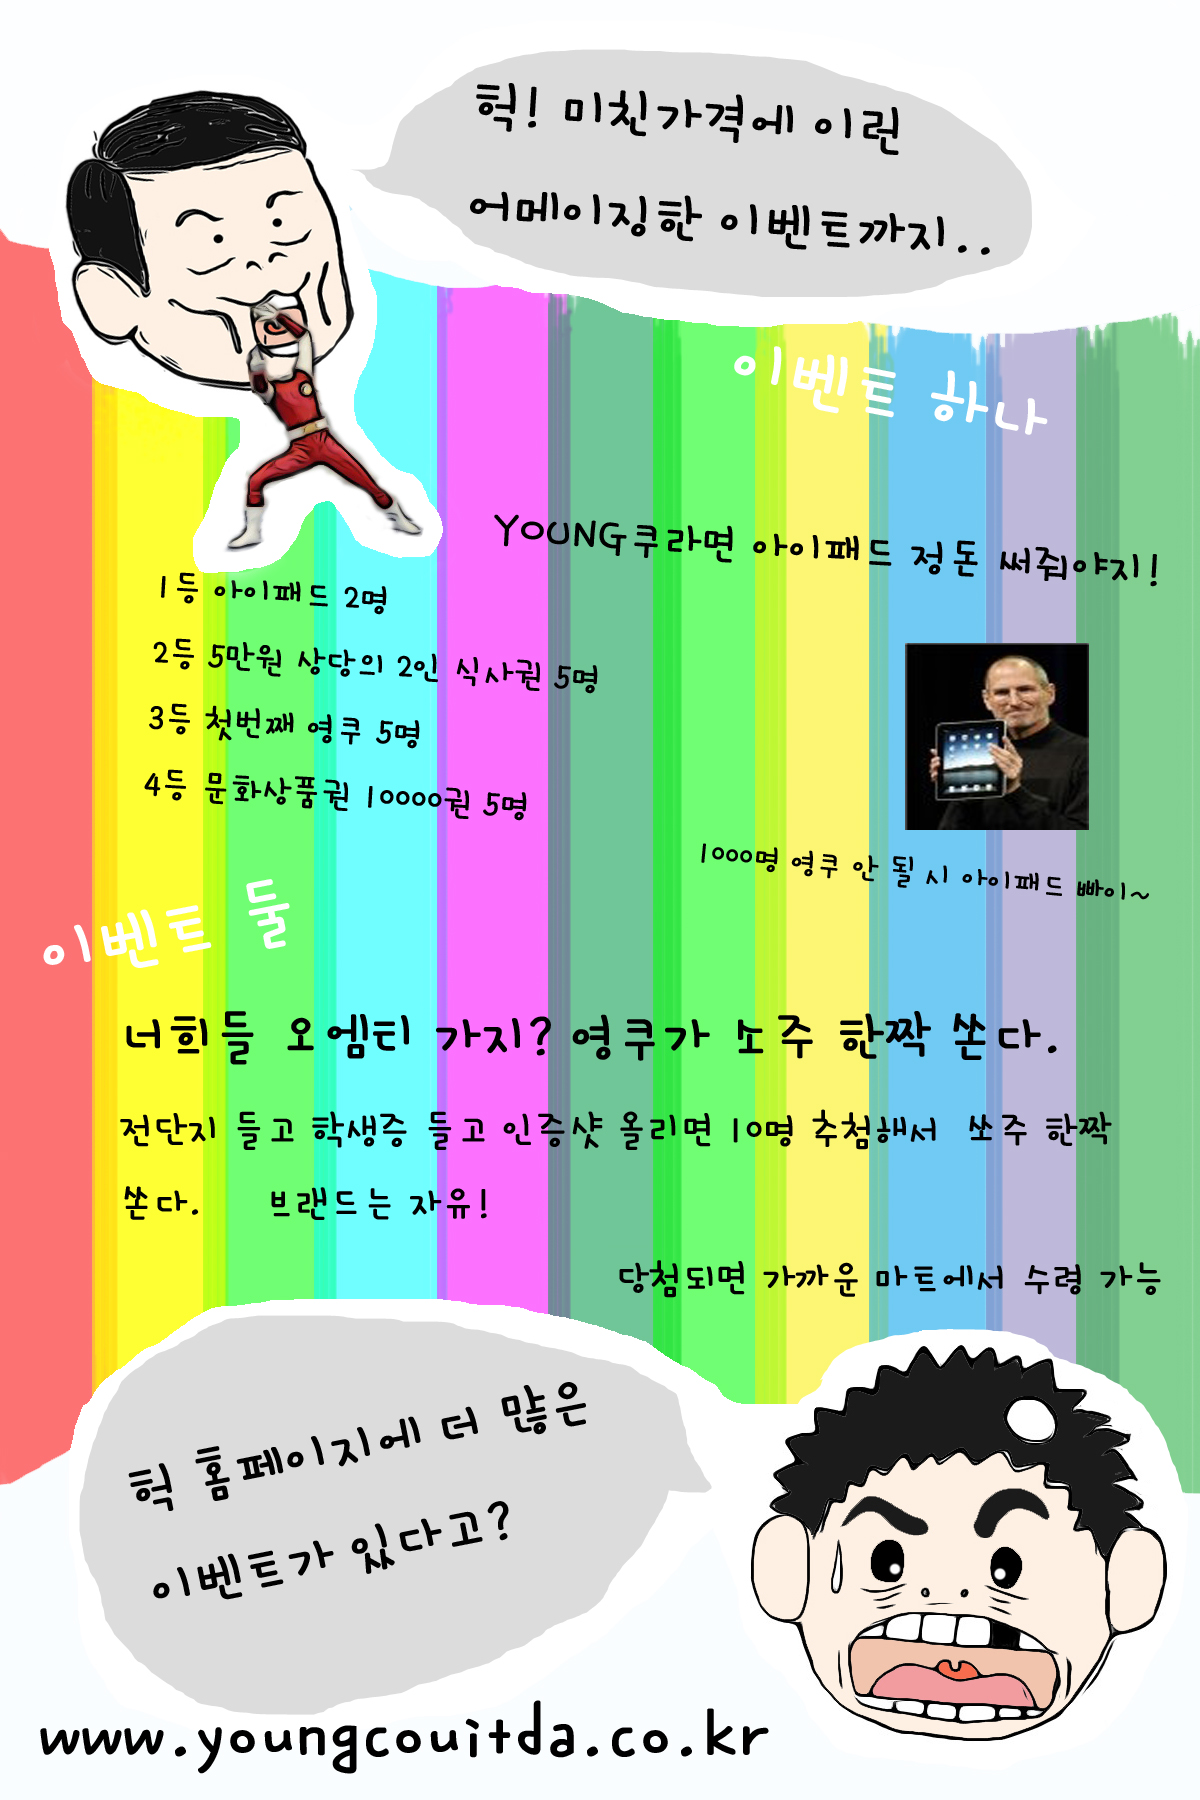 헉! 미친가격에 이런
어메이징한 이벤트까지..
이벤트 하나
YOUNG쿠라면 아이패드 정돈 써줘야지!
1등 아이패드 2명
2등 5만원 상당의 2인 식사권 5명
3등 첫번째 영쿠 5명
4등 문화상품권 10000권 5명
1000명 영쿠 안 될 시 아이패드 빠이~
이벤트 둘
너희들 오엠티 가지? 영쿠가 소주 한짝 쏜다.
전단지 들고 학생증 들고 인증샷 올리면 10명 추첨해서 쏘주 한짝
쏜다. 브랜드는 자유!
당첨되면 가까운 마트에서 수령 가능
헉 홈페이지에 더 많은
이벤트가 있다고?
www.youngcouitda.co.kr